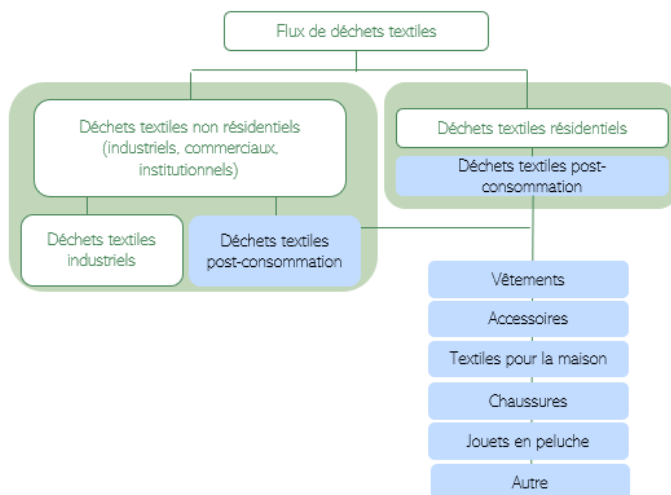 Flux de déchets textiles
Déchets textiles non résidentiels
(industriels, commerciaux,
institutionnels)
Déchets textiles
industriels
Déchets textiles
post-consommation
Déchets textiles résidentiels
Déchets textiles post-
consommation
Vêtements
Accessoires
Textiles pour la maison
Chaussures
Jouets en peluche
Autre